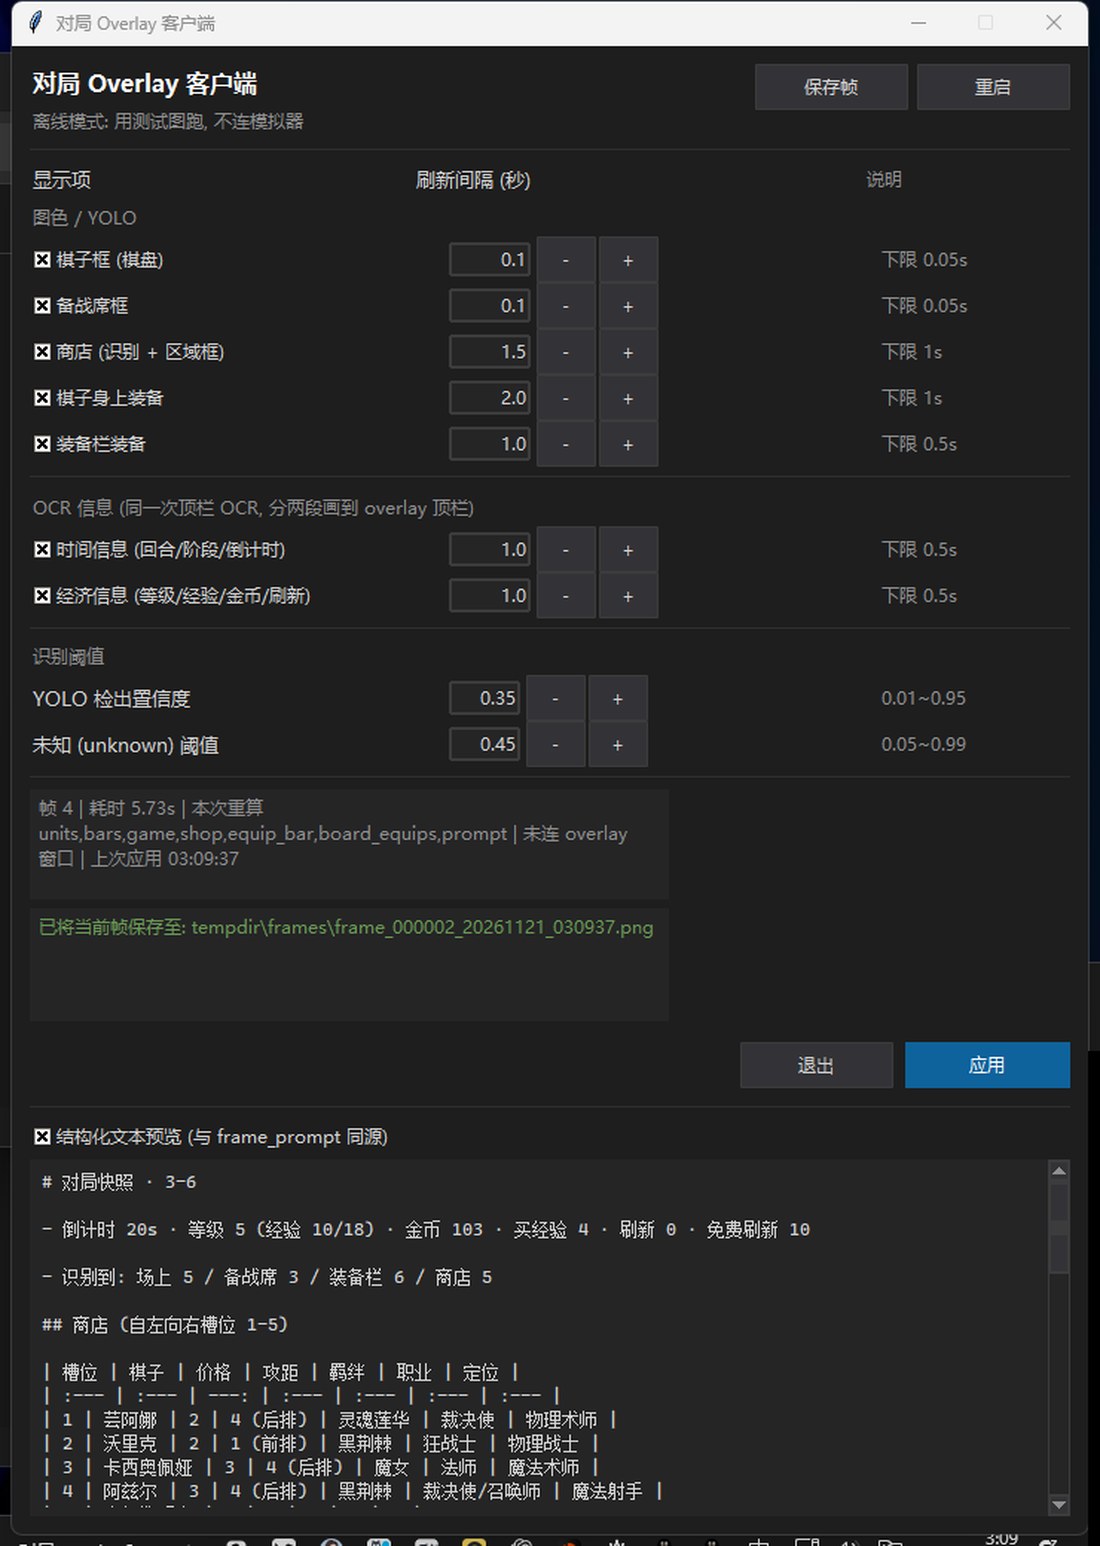 对局 Overlay 客户端
对局 Overlay 客户端
保存帧
重启
离线模式: 用测试图跑, 不连模拟器
显示项 刷新间隔 (秒) 说明
图色 / YOLO
棋子框 (棋盘) 0.1 - + 下限 0.05s
备战席框 0.1 - + 下限 0.05s
商店 (识别 + 区域框) 1.5 - + 下限 1s
棋子身上装备 2.0 - + 下限 1s
装备栏装备 1.0 - + 下限 0.5s
OCR 信息 (同一次顶栏 OCR, 分两段画到 overlay 顶栏)
时间信息 (回合/阶段/倒计时) 1.0 - + 下限 0.5s
经济信息 (等级/经验/金币/刷新) 1.0 - + 下限 0.5s
识别阈值
YOLO 检出置信度 0.35 - + 0.01~0.95
未知 (unknown) 阈值 0.45 - + 0.05~0.99
帧 4 | 耗时 5.73s | 本次重算
units,bars,game,shop,equip_bar,board_equips,prompt | 未连 overlay
窗口 | 上次应用 03:09:37
已将当前帧保存至: tempdir\frames\frame_000002_20261121_030937.png
退出 应用
结构化文本预览 (与 frame_prompt 同源)
# 对局快照 · 3-6
- 倒计时 20s · 等级 5 (经验 10/18) · 金币 103 · 买经验 4 · 刷新 0 · 免费刷新 10
- 识别到: 场上 5 / 备战席 3 / 装备栏 6 / 商店 5
## 商店 (自左向右槽位 1-5)
| 槽位 | 棋子 | 价格 | 攻距 | 羁绊 | 职业 | 定位 |
| :--- | :--- | ---: | :--- | :--- | :--- | :--- |
| 1 | 芸阿娜 | 2 | 4 (后排) | 灵魂莲华 | 裁决使 | 物理术师 |
| 2 | 沃里克 | 2 | 1 (前排) | 黑荆棘 | 狂战士 | 物理战士 |
| 3 | 卡西奥佩娅 | 3 | 4 (后排) | 魔女 | 法师 | 魔法术师 |
| 4 | 阿兹尔 | 3 | 4 (后排) | 黑荆棘 | 裁决使/召唤师 | 魔法射手 |
3:09